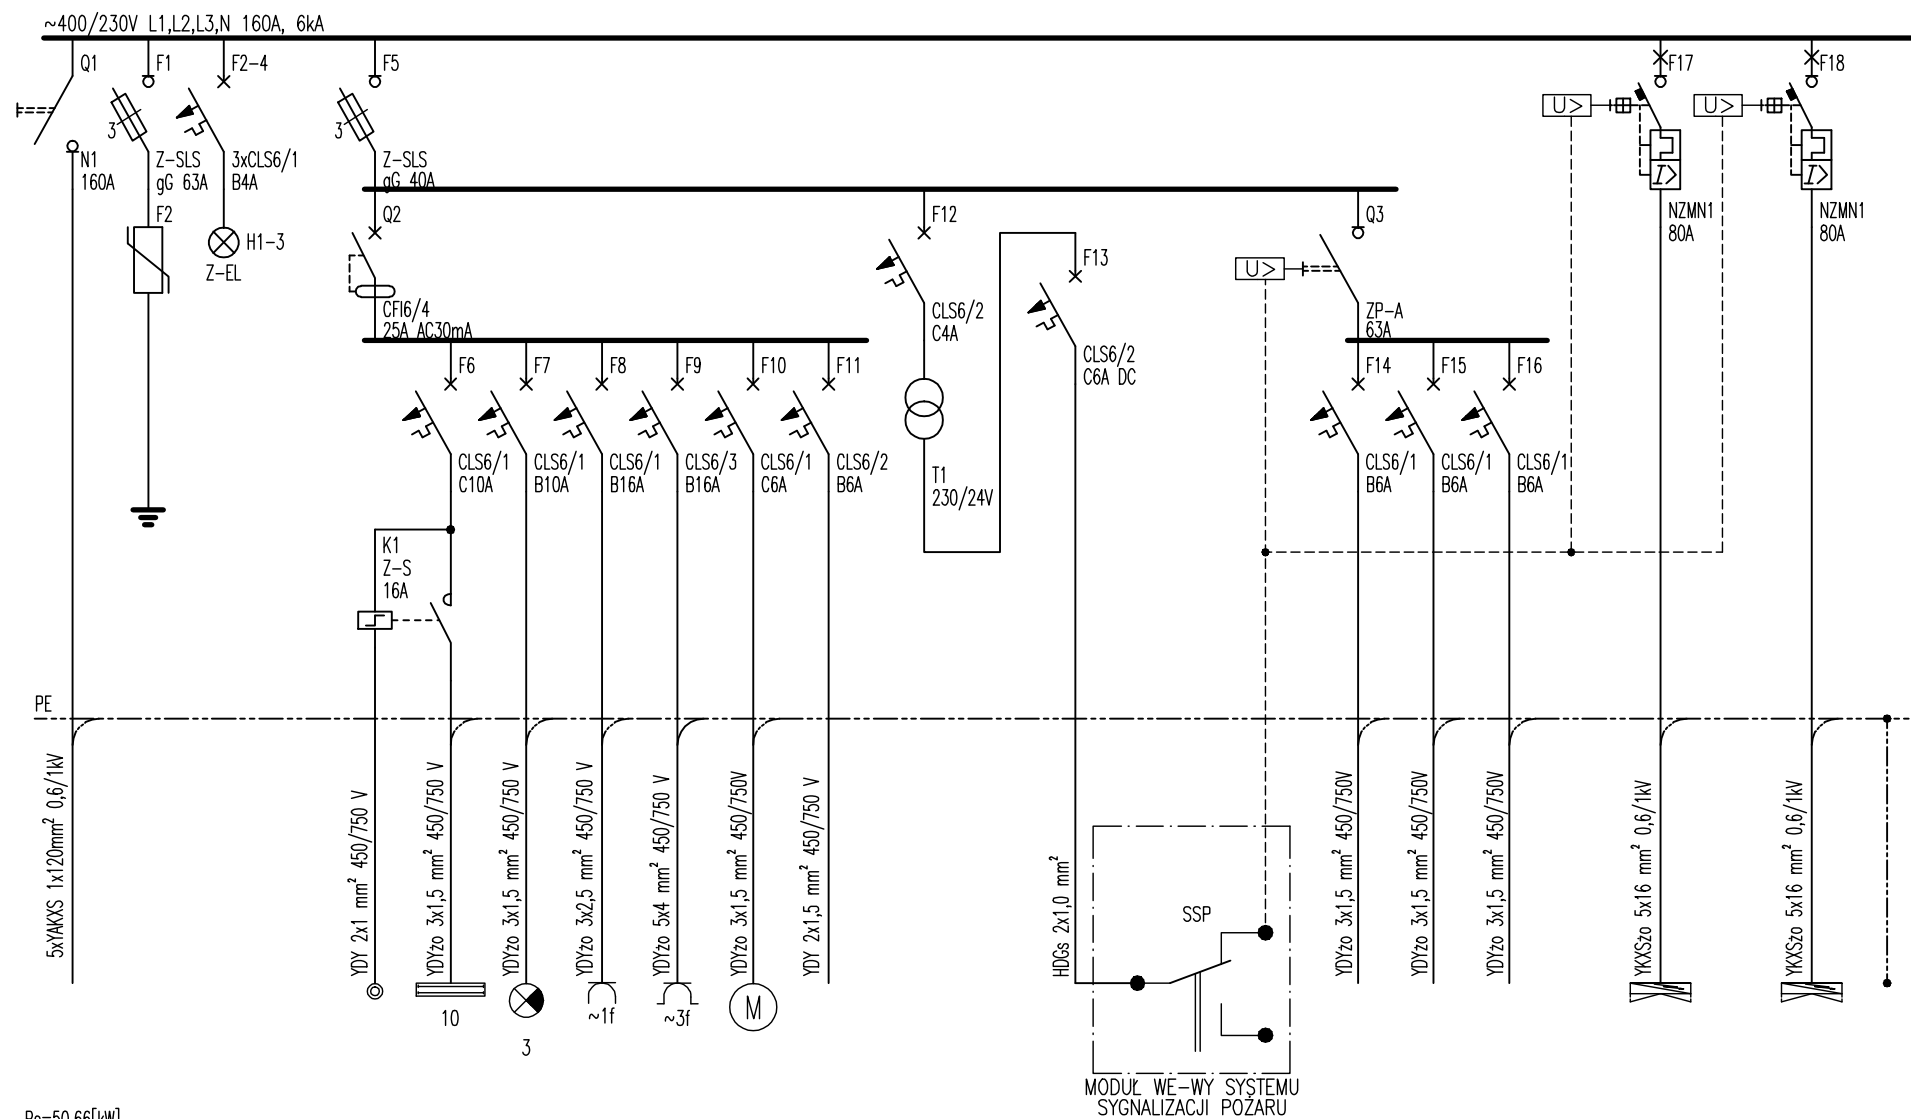 ~400/230V L1,L2,L3,N 160A, 6kA
Q1
F1
F2-4
F5
F17
F18
U>
U>
3
3
N1
160A
Z-SLS
gG 63A
3xCLS6/1
B4A
Z-SLS
gG 40A
I>
I>
F2
H1-3
Z-EL
Q2
F12
F13
Q3
NZMN1
80A
NZMN1
80A
U>
CFI6/4
25A AC30mA
CLS6/2
C4A
ZP-A
63A
CLS6/2
C6A DC
F6
F7
F8
F9
F10
F11
F14
F15
F16
CLS6/1
C10A
CLS6/1
B10A
CLS6/1
B16A
CLS6/3
B16A
CLS6/1
C6A
CLS6/2
B6A
T1
230/24V
CLS6/1
B6A
CLS6/1
B6A
CLS6/1
B6A
K1
Z-S
16A
PE
5xYAKXS 1x120mm² 0,6/1kV
YDY 2x1 mm² 450/750 V
YDYżo 3x1,5 mm² 450/750 V
YDYżo 3x1,5 mm² 450/750 V
YDYżo 3x2,5 mm² 450/750 V
YDYżo 5x4 mm² 450/750 V
YDYżo 3x1,5 mm² 450/750V
YDY 2x1,5 mm² 450/750 V
HDGs 2x1,0 mm²
YDYżo 3x1,5 mm² 450/750V
YDYżo 3x1,5 mm² 450/750V
YDYżo 3x1,5 mm² 450/750V
YKXSżo 5x16 mm² 0,6/1kV
YKXSżo 5x16 mm² 0,6/1kV
SSP
10
3
~1f
~3f
M
MODUŁ WE-WY SYSTEMU
SYGNALIZACJI POŻARU
Po=50,66[kW]